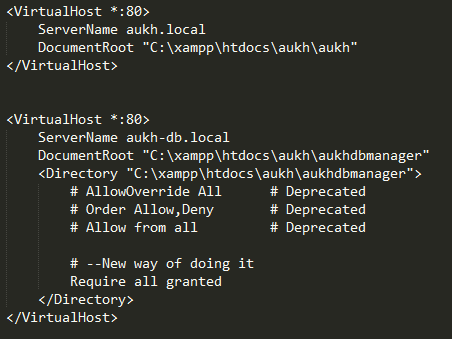 <VirtualHost *:80>
ServerName aukh.local
DocumentRoot "C:\xampp\htdocs\aukh\aukh"
</VirtualHost>
<VirtualHost *:80>
ServerName aukh-db.local
DocumentRoot "C:\xampp\htdocs\aukh\aukhdbmanager"
<Directory "C:\xampp\htdocs\aukh\aukhdbmanager">
# AllowOverride All # Deprecated
# Order Allow,Deny # Deprecated
# Allow from all # Deprecated
# --New way of doing it
Require all granted
</Directory>
</VirtualHost>